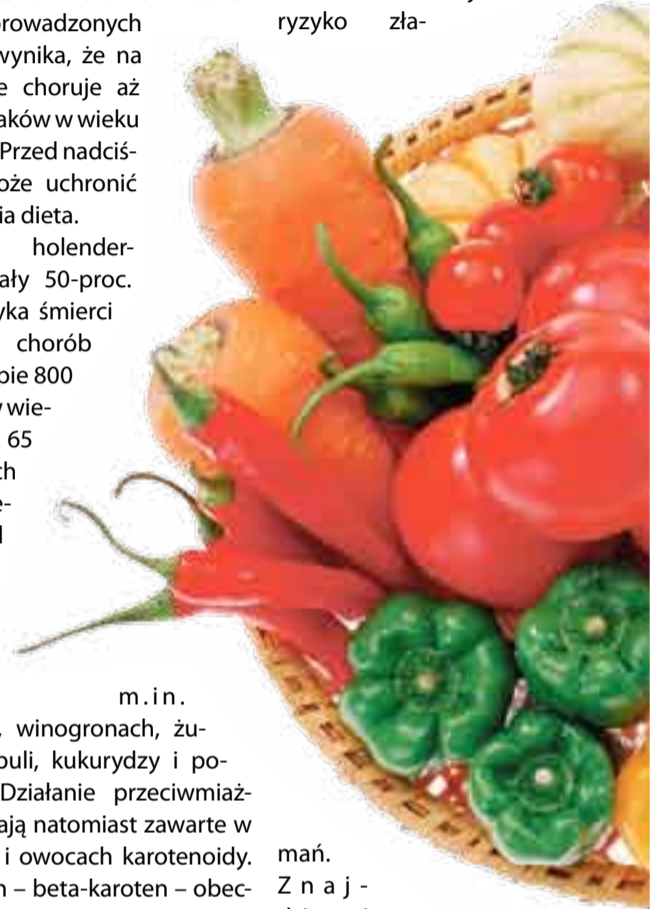 rowadzonych
wynika, że na
e choruje aż
aków w wieku
Przed nadciś-
oże uchronić
ia dieta.
holender-
ały 50-proc.
yka śmierci
chorób
pie 800
wie-
65
ch
e-
m.in.
, winogronach, żu-
buli, kukurydzy i po-
Działanie przeciwmiaż-
ają natomiast zawarte w
i owocach karotenoidy.
– beta-karoten – obec-
ryzyko zła-
mań.
Znaj-